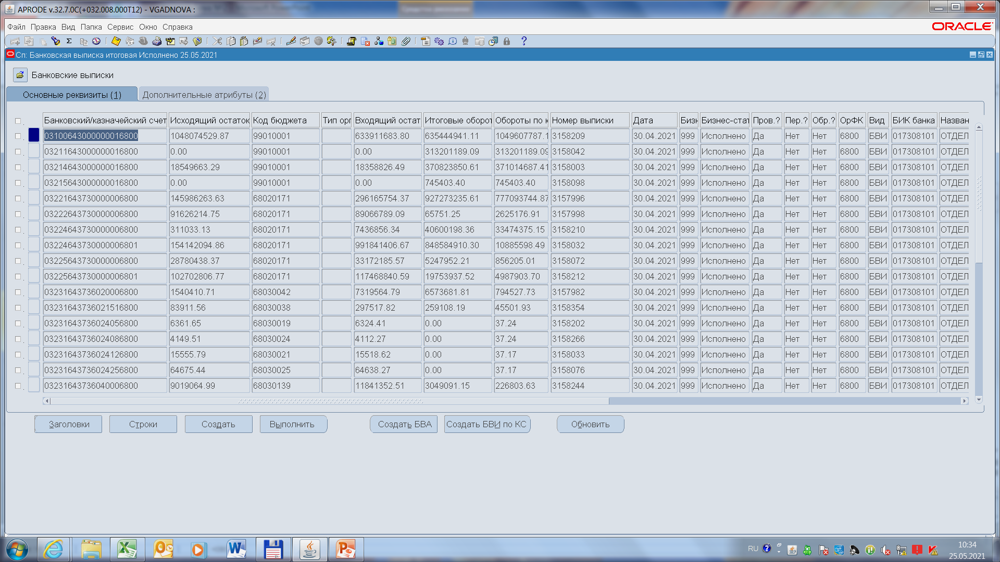 APRODE v.32.7.0C(+032.008.000T12) - VGADNOVA :
Файл Правка Вид Папка Сервис Окно Справка
ORACLE
Сп: Банковская выписка итоговая Исполнено 25.05.2021
Банковские выписки
Основные реквизиты (1) Дополнительные атрибуты (2)
Банковский/казначейский счет Исходящий остаток Код бюджета Тип орг Входящий остат Итоговые оборот Обороты по к Номер выписки Дата Бизн Бизнес-стат Пров.? Пер.? Обр.? ОрФК Вид БИК банка Назван
03100643000000016800 1048074529.87 99010001 633911683.80 635444941.11 1049607787.1 3158209 30.04.2021 999 Исполнено Да Нет Нет 6800 БВИ 017308101 ОТДЕЛ
03211643000000016800 0.00 99010001 0.00 313201189.09 313201189.09 3158042 30.04.2021 999 Исполнено Да Нет Нет 6800 БВИ 017308101 ОТДЕЛ
03214643000000016800 18549663.29 99010001 18358826.49 370823850.61 371014687.41 3158003 30.04.2021 999 Исполнено Да Нет Нет 6800 БВИ 017308101 ОТДЕЛ
03215643000000016800 0.00 99010001 0.00 745403.40 745403.40 3158098 30.04.2021 999 Исполнено Да Нет Нет 6800 БВИ 017308101 ОТДЕЛ
03221643730000006800 145986263.63 68020171 296165754.37 927273235.61 777093744.87 3157996 30.04.2021 999 Исполнено Да Нет Нет 6800 БВИ 017308101 ОТДЕЛ
03222643730000006800 91626214.75 68020171 89066789.09 65751.25 2625176.91 3157998 30.04.2021 999 Исполнено Да Нет Нет 6800 БВИ 017308101 ОТДЕЛ
03224643730000006800 311033.13 68020171 7436856.34 40600198.36 33474375.15 3158210 30.04.2021 999 Исполнено Да Нет Нет 6800 БВИ 017308101 ОТДЕЛ
03224643730000006801 154142094.86 68020171 991841406.67 848584910.30 10885598.49 3158032 30.04.2021 999 Исполнено Да Нет Нет 6800 БВИ 017308101 ОТДЕЛ
03225643730000006800 28780438.37 68020171 33172185.57 5247952.21 856205.01 3158072 30.04.2021 999 Исполнено Да Нет Нет 6800 БВИ 017308101 ОТДЕЛ
03225643730000006801 102702806.77 68020171 117468840.59 19753937.52 4987903.70 3158212 30.04.2021 999 Исполнено Да Нет Нет 6800 БВИ 017308101 ОТДЕЛ
03231643736020006800 1540410.71 68030042 7319564.79 6573681.81 794527.73 3157982 30.04.2021 999 Исполнено Да Нет Нет 6800 БВИ 017308101 ОТДЕЛ
03231643736021516800 83911.56 68030038 297517.82 259108.19 45501.93 3158354 30.04.2021 999 Исполнено Да Нет Нет 6800 БВИ 017308101 ОТДЕЛ
03231643736024056800 6361.65 68030019 6324.41 0.00 37.24 3158202 30.04.2021 999 Исполнено Да Нет Нет 6800 БВИ 017308101 ОТДЕЛ
03231643736024086800 4149.51 68030024 4112.27 0.00 37.24 3158266 30.04.2021 999 Исполнено Да Нет Нет 6800 БВИ 017308101 ОТДЕЛ
03231643736024126800 15555.79 68030021 15518.62 0.00 37.17 3158033 30.04.2021 999 Исполнено Да Нет Нет 6800 БВИ 017308101 ОТДЕЛ
03231643736024256800 64675.44 68030025 64638.27 0.00 37.17 3158076 30.04.2021 999 Исполнено Да Нет Нет 6800 БВИ 017308101 ОТДЕЛ
03231643736040006800 9019064.99 68030139 11841352.51 3049091.15 226803.63 3158244 30.04.2021 999 Исполнено Да Нет Нет 6800 БВИ 017308101 ОТДЕЛ
Заголовки Строки Создать Выполнить Создать БВА Создать БВИ по КС Обновить
RU
10:34
25.05.2021